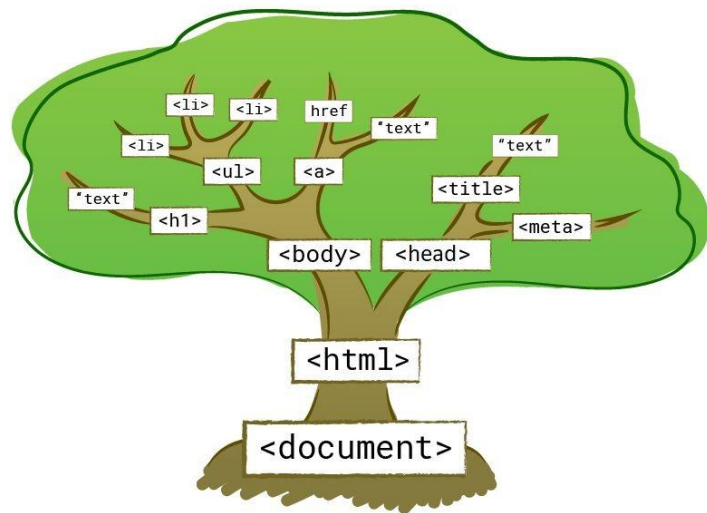 <li>
<li>
href
"text"
<li>
"text"
<ul>
<a>
<title>
"text"
<h1>
<meta>
<body>
<head>
<html>
<document>